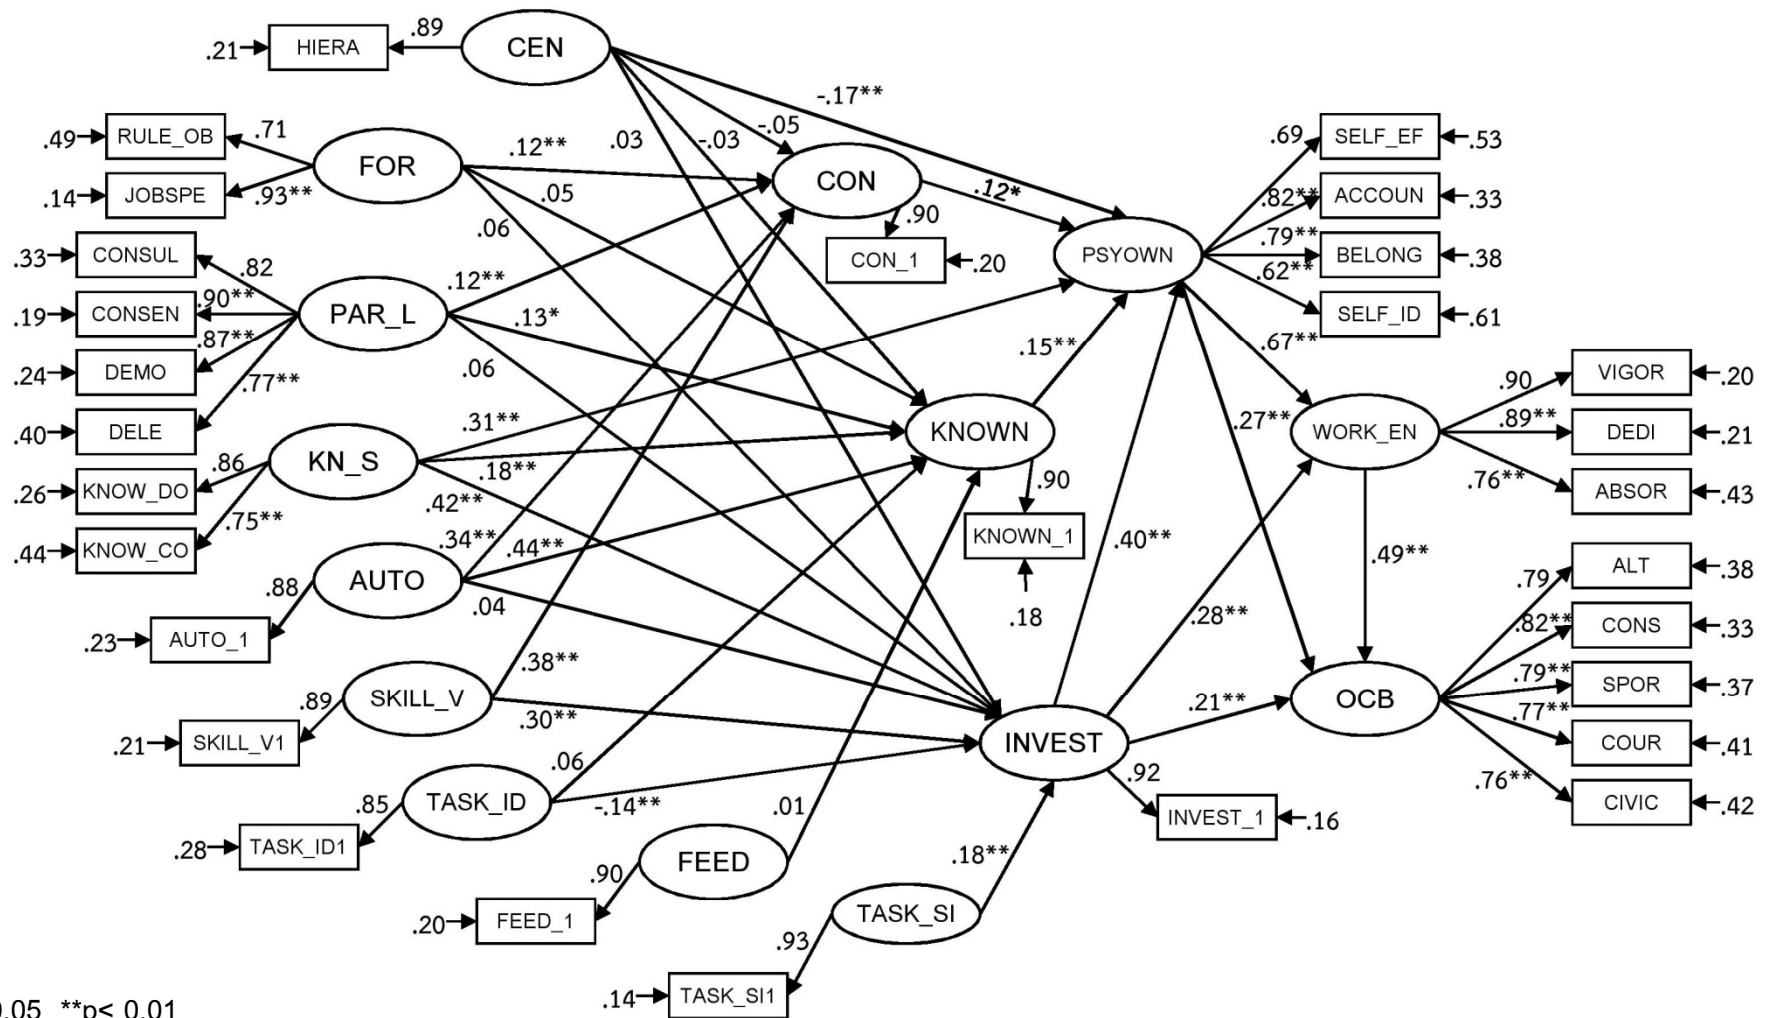 .21 HIERA .89 CEN
-.17**
.49 RULE_OB .71
.14 JOBSPE .93** FOR
.12** .03 -.05 -.03
.05
.06
CON .12*
.90
CON_1 .20
PSYOWN
.69 SELF_EF .53
.82** ACCOUN .33
.79** BELONG .38
.62** SELF_ID .61
.33 CONSUL .82
.19 CONSEN .90**
.24 DEMO .87**
.40 DELE .77**
PAR_L
.12**
.13*
.06
.15**
.67**
.27**
.26 KNOW_DO .86
.44 KNOW_CO .75**
KN_S
.31**
.18**
.42**
KNOWN
.90
KNOWN_1
.18
WORK_EN
.90 VIGOR .20
.89** DEDI .21
.76** ABSOR .43
.49**
.40**
.28**
AUTO
.34** .44**
.04
.88
.23 AUTO_1
SKILL_V
.38**
.30**
.89
.21 SKILL_V1
INVEST
.21**
.92
INVEST_1 .16
OCB
.79 ALT .38
.82** CONS .33
.79** SPOR .37
.77** COUR .41
.76** CIVIC .42
TASK_ID
.06
-.14**
.85
.28 TASK_ID1
FEED .01
.90
.20 FEED_1
TASK_SI .18**
.93
.14 TASK_SI1
0.05 **p< 0.01